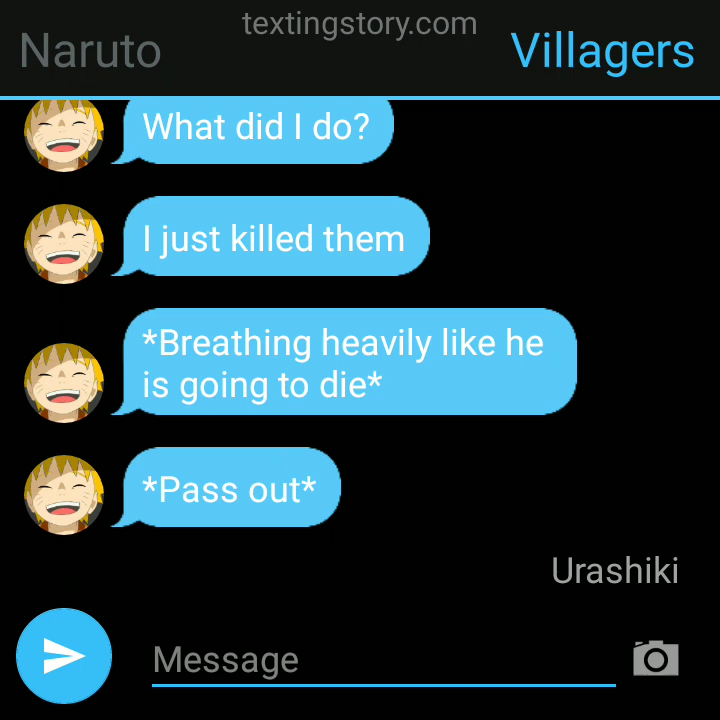 textingstory.com
Naruto
Villagers
What did I do?
I just killed them
*Breathing heavily like he
is going to die*
*Pass out*
Urashiki
Message